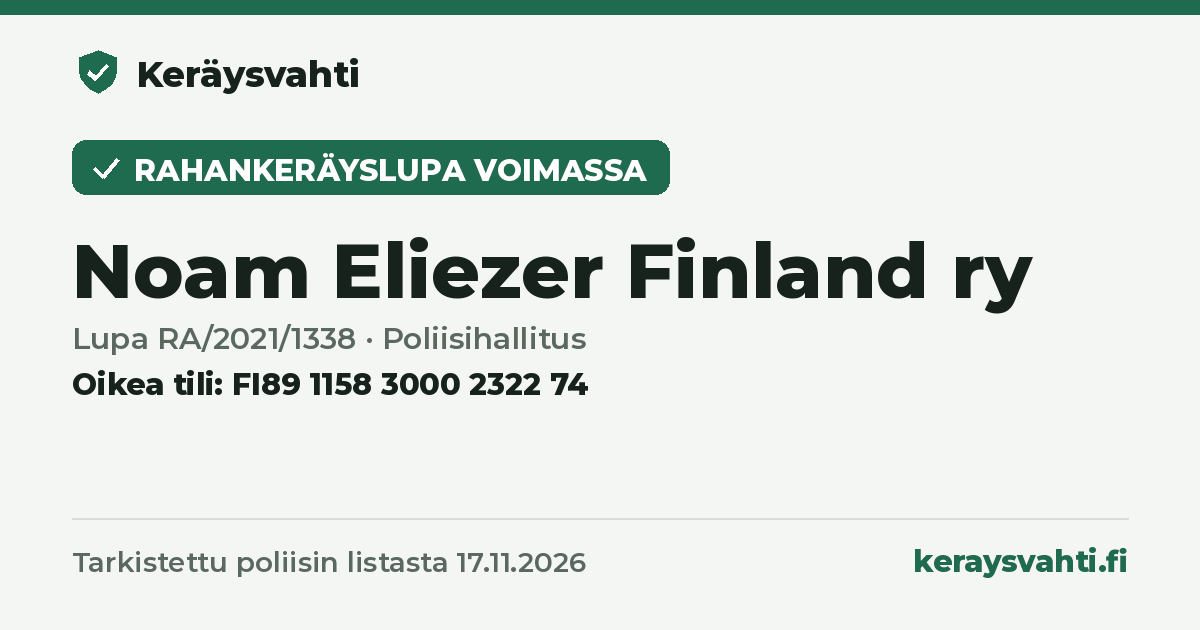 Keräysvahti
RAHANKERÄYSLUPA VOIMASSA
Noam Eliezer Finland ry
Lupa RA/2021/1338 · Poliisihallitus
Oikea tili: FI89 1158 3000 2322 74
Tarkistettu poliisin listasta 17.11.2026
keraysvahti.fi